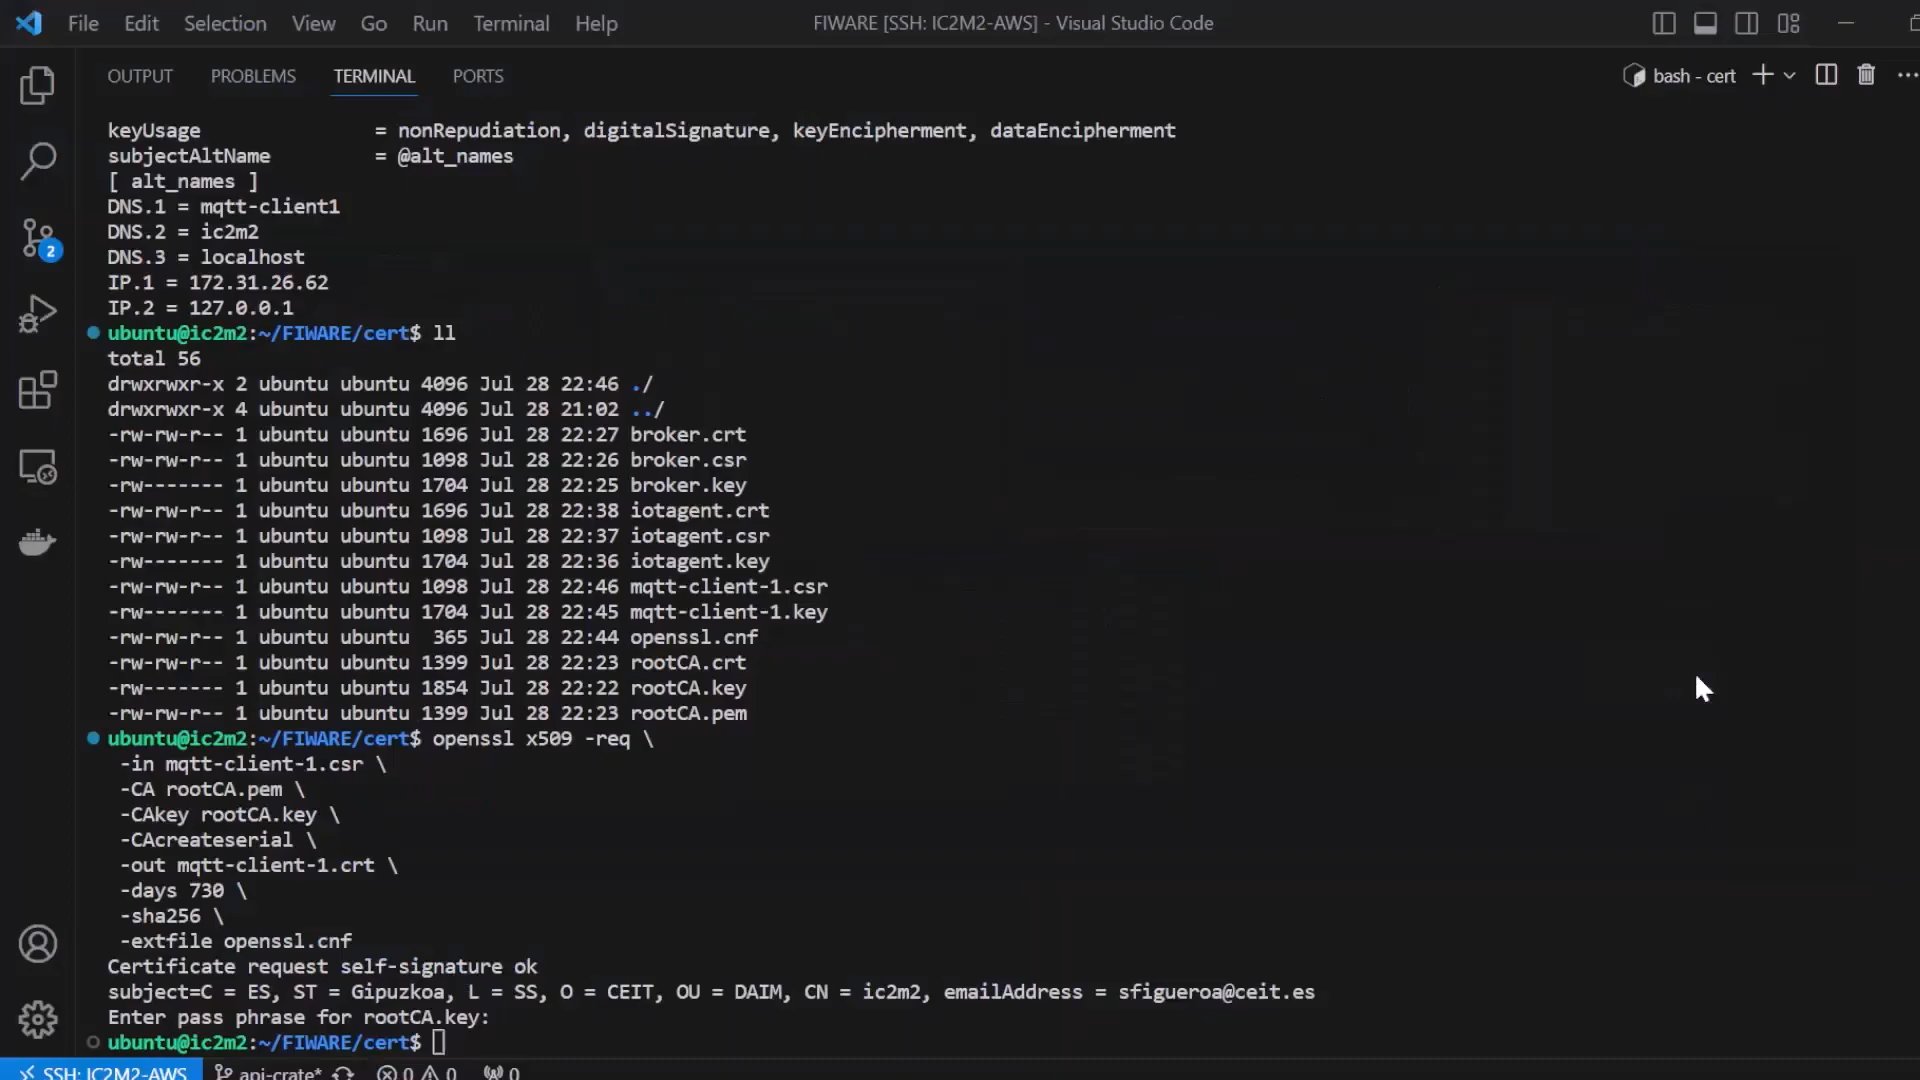 File Edit Selection View Go Run Terminal Help FIWARE [SSH: IC2M2-AWS] - Visual Studio Code
OUTPUT PROBLEMS TERMINAL PORTS bash - cert
keyUsage = nonRepudiation, digitalSignature, keyEncipherment, dataEncipherment
subjectAltName = @alt_names
[ alt_names ]
DNS.1 = mqtt-client1
DNS.2 = ic2m2
DNS.3 = localhost
IP.1 = 172.31.26.62
IP.2 = 127.0.0.1
ubuntu@ic2m2:~/FIWARE/cert$ ll
total 56
drwxrwxr-x 2 ubuntu ubuntu 4096 Jul 28 22:46 ./
drwxrwxr-x 4 ubuntu ubuntu 4096 Jul 28 21:02 ../
-rw-rw-r-- 1 ubuntu ubuntu 1696 Jul 28 22:27 broker.crt
-rw-rw-r-- 1 ubuntu ubuntu 1098 Jul 28 22:26 broker.csr
-rw------- 1 ubuntu ubuntu 1704 Jul 28 22:25 broker.key
-rw-rw-r-- 1 ubuntu ubuntu 1696 Jul 28 22:38 iotagent.crt
-rw-rw-r-- 1 ubuntu ubuntu 1098 Jul 28 22:37 iotagent.csr
-rw------- 1 ubuntu ubuntu 1704 Jul 28 22:36 iotagent.key
-rw-rw-r-- 1 ubuntu ubuntu 1098 Jul 28 22:46 mqtt-client-1.csr
-rw------- 1 ubuntu ubuntu 1704 Jul 28 22:45 mqtt-client-1.key
-rw-rw-r-- 1 ubuntu ubuntu 365 Jul 28 22:44 openssl.cnf
-rw-rw-r-- 1 ubuntu ubuntu 1399 Jul 28 22:23 rootCA.crt
-rw------- 1 ubuntu ubuntu 1854 Jul 28 22:22 rootCA.key
-rw-rw-r-- 1 ubuntu ubuntu 1399 Jul 28 22:23 rootCA.pem
ubuntu@ic2m2:~/FIWARE/cert$ openssl x509 -req \
-in mqtt-client-1.csr \
-CA rootCA.pem \
-CAkey rootCA.key \
-CAcreateserial \
-out mqtt-client-1.crt \
-days 730 \
-sha256 \
-extfile openssl.cnf
Certificate request self-signature ok
subject=C = ES, ST = Gipuzkoa, L = SS, O = CEIT, OU = DAIM, CN = ic2m2, emailAddress = sfigueroa@ceit.es
Enter pass phrase for rootCA.key:
ubuntu@ic2m2:~/FIWARE/cert$
2
SSH: IC2M2-AWS api-crate* 0 0 0